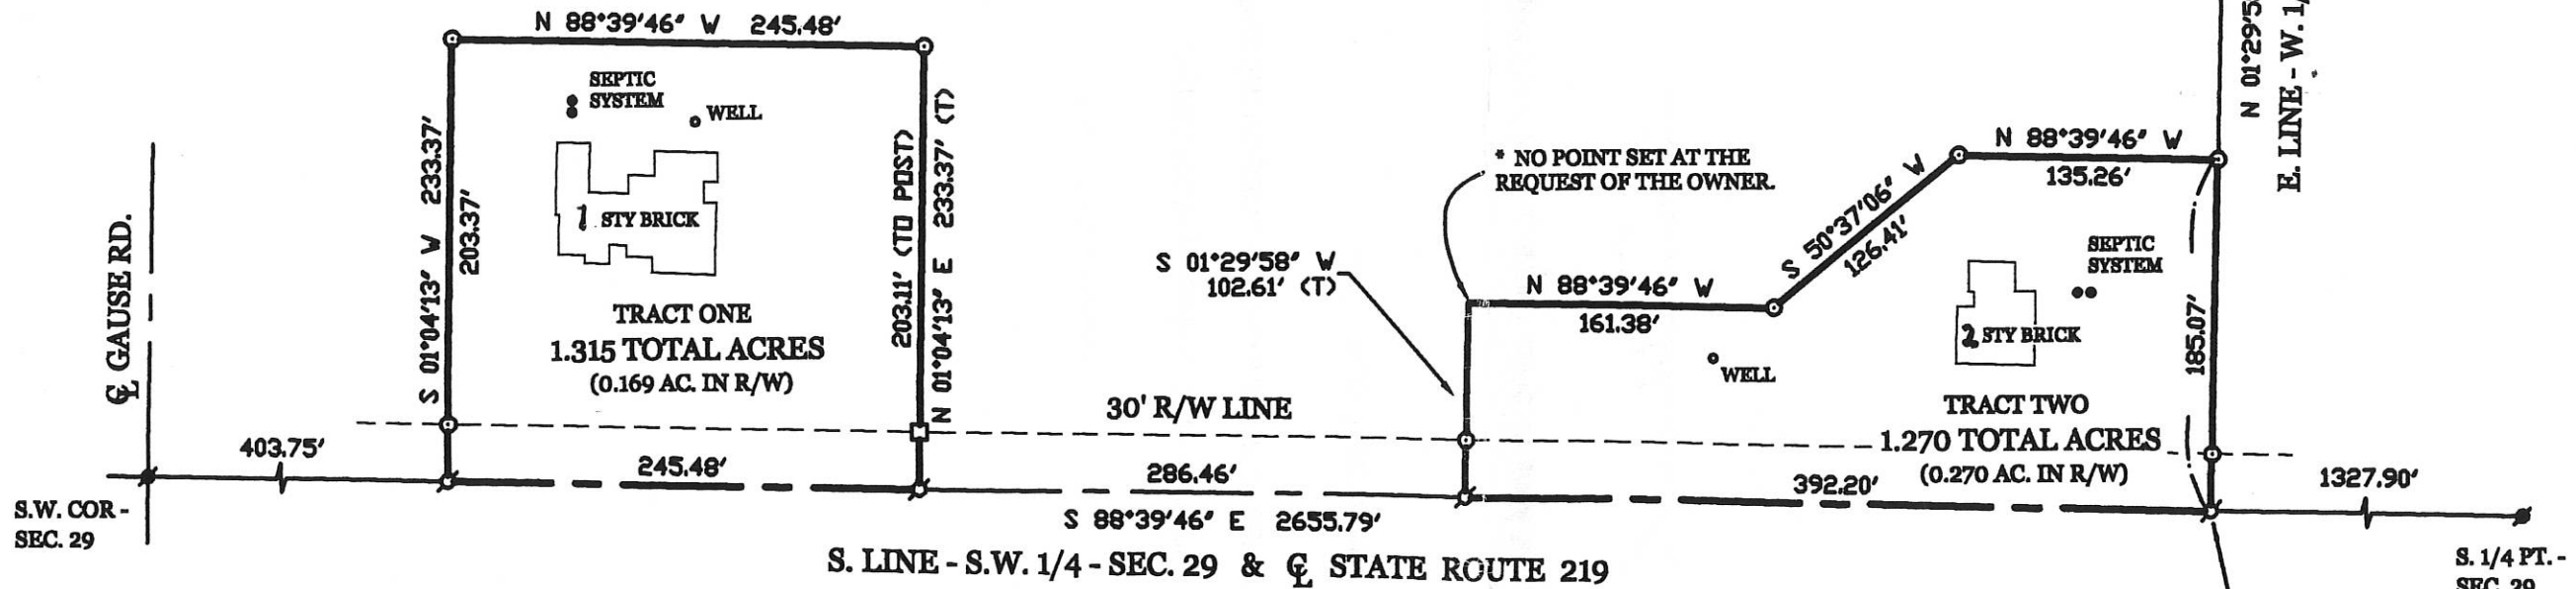 N 88°39'46" W 245.48'
SEPTIC
SYSTEM
WELL
S 01°04'13" W 233.37'
203.37'
1 STY BRICK
203.11' (TO POST)
N 01°04'13" E 233.37' (T)
TRACT ONE
1.315 TOTAL ACRES
(0.169 AC. IN R/W)
℄ GAUSE RD.
403.75'
245.48'
S.W. COR -
SEC. 29
30' R/W LINE
286.46'
S 88°39'46" E 2655.79'
S. LINE - S.W. 1/4 - SEC. 29 & ℄ STATE ROUTE 219
* NO POINT SET AT THE
REQUEST OF THE OWNER.
S 01°29'58" W
102.61' (T)
N 88°39'46" W
161.38'
S 50°37'06" W
126.41'
N 88°39'46" W
135.26'
WELL
SEPTIC
SYSTEM
2 STY BRICK
185.07'
TRACT TWO
1.270 TOTAL ACRES
(0.270 AC. IN R/W)
392.20'
N 01°29'5
E. LINE - W. 1/
1327.90'
S. 1/4 PT. -
SEC. 29